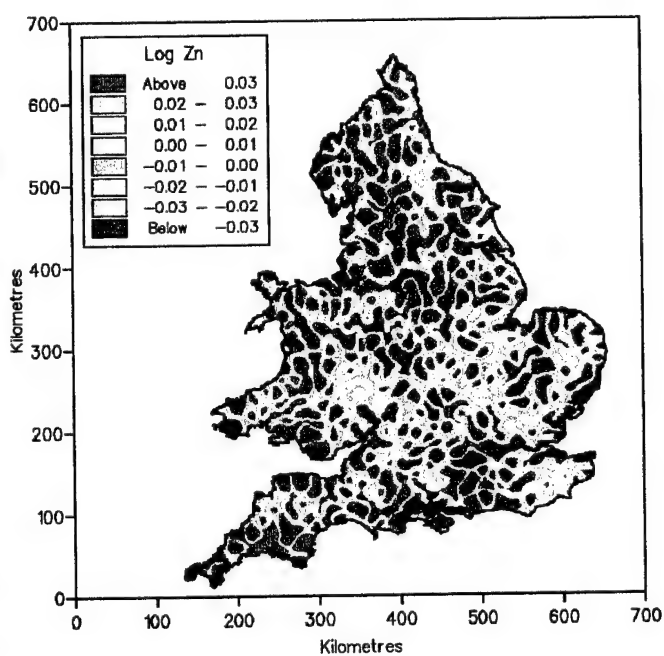 700
600
500
400
300
200
100
0
Kilometres
Log Zn
Above 0.03
0.02 – 0.03
0.01 – 0.02
0.00 – 0.01
-0.01 – 0.00
-0.02 – -0.01
-0.03 – -0.02
Below -0.03
0 100 200 300 400 500 600 700
Kilometres